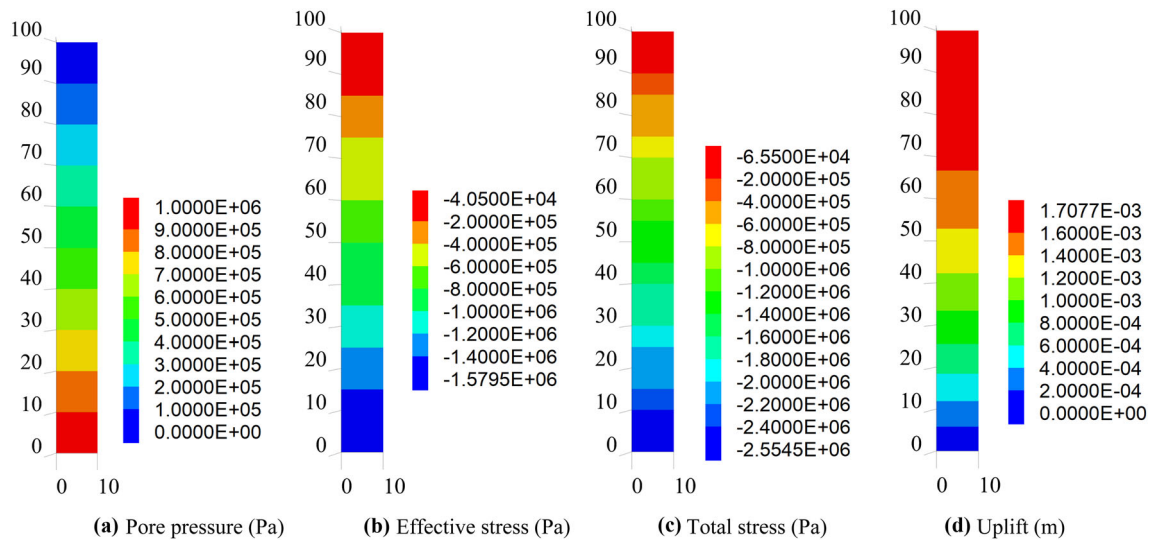 100
90
80
70
60
50
40
30
20
10
0
0 10
1.0000E+06
9.0000E+05
8.0000E+05
7.0000E+05
6.0000E+05
5.0000E+05
4.0000E+05
3.0000E+05
2.0000E+05
1.0000E+05
0.0000E+00
(a) Pore pressure (Pa)
100
90
80
70
60
50
40
30
20
10
0
0 10
-4.0500E+04
-2.0000E+05
-4.0000E+05
-6.0000E+05
-8.0000E+05
-1.0000E+06
-1.2000E+06
-1.4000E+06
-1.5795E+06
(b) Effective stress (Pa)
100
90
80
70
60
50
40
30
20
10
0
0 10
-6.5500E+04
-2.0000E+05
-4.0000E+05
-6.0000E+05
-8.0000E+05
-1.0000E+06
-1.2000E+06
-1.4000E+06
-1.6000E+06
-1.8000E+06
-2.0000E+06
-2.2000E+06
-2.4000E+06
-2.5545E+06
(c) Total stress (Pa)
100
90
80
70
60
50
40
30
20
10
0
0 10
1.7077E-03
1.6000E-03
1.4000E-03
1.2000E-03
1.0000E-03
8.0000E-04
6.0000E-04
4.0000E-04
2.0000E-04
0.0000E+00
(d) Uplift (m)